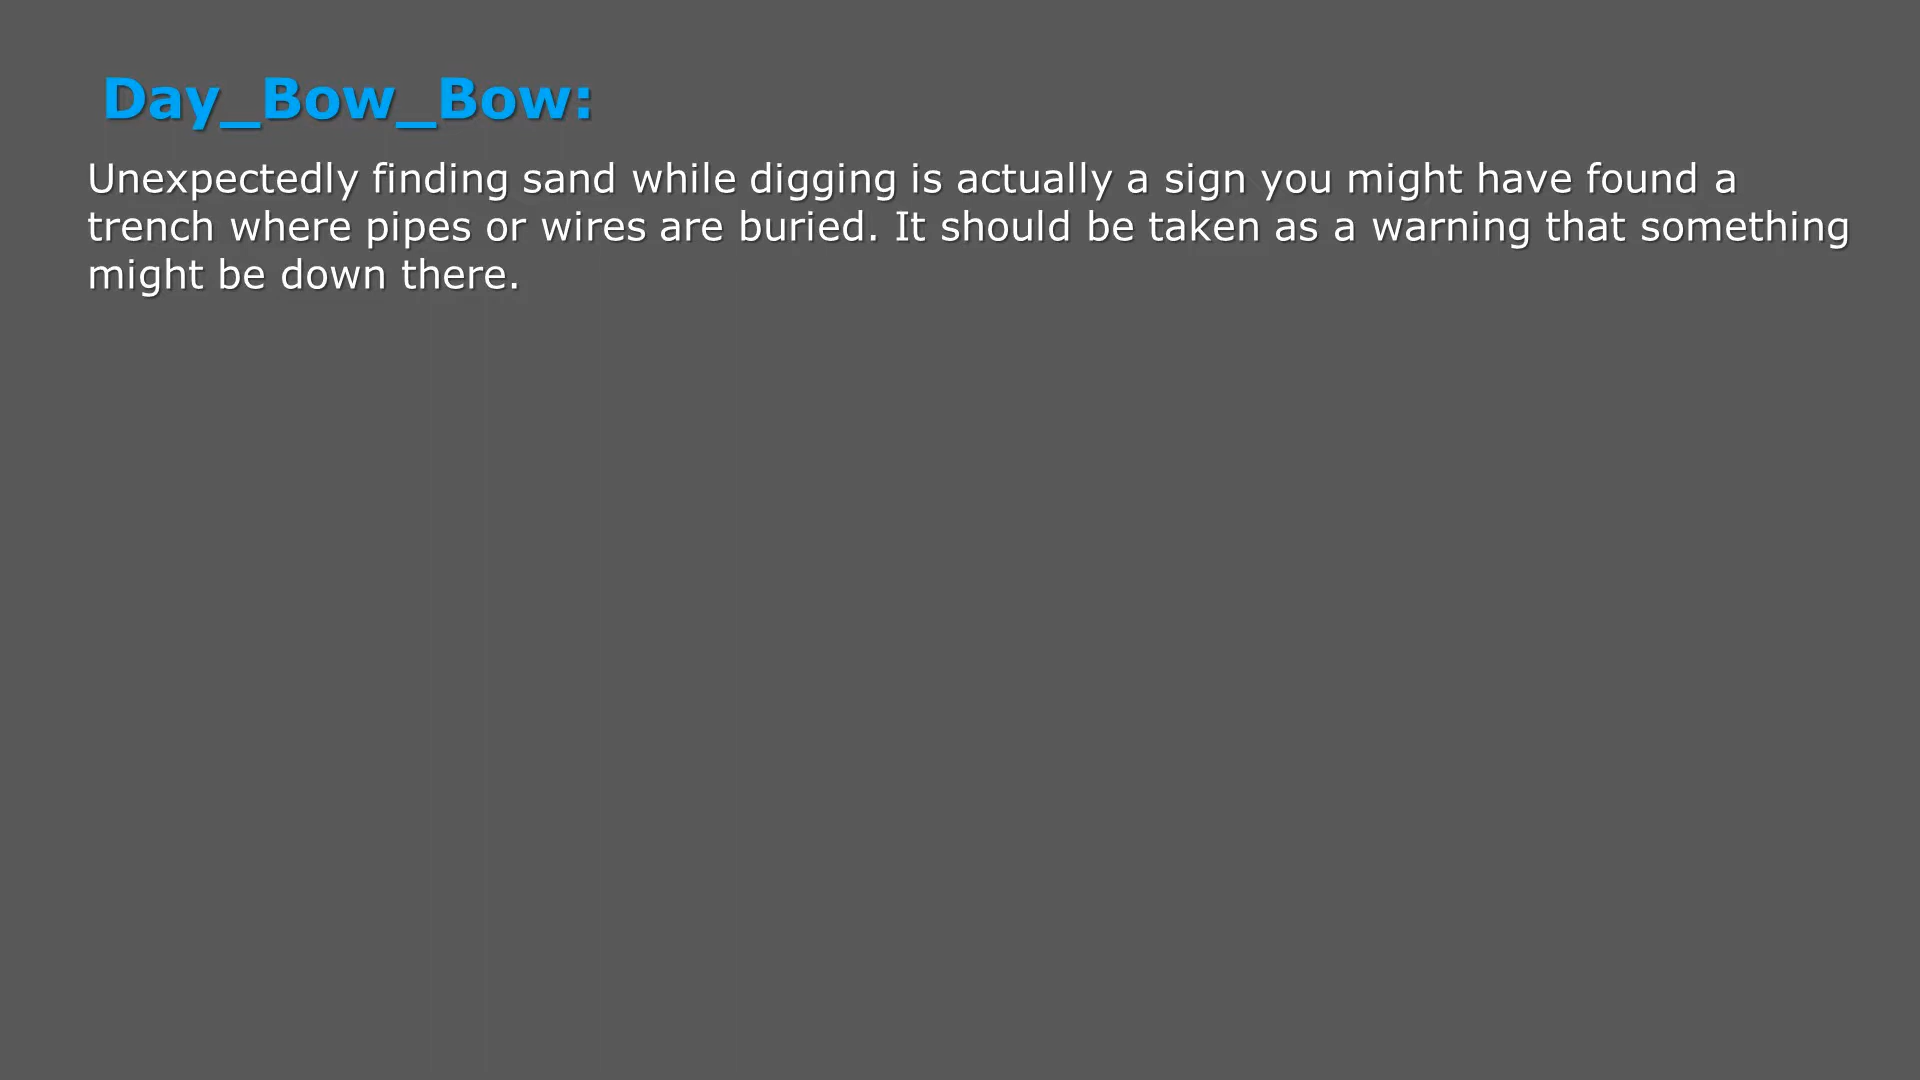 Day_Bow_Bow:
Unexpectedly finding sand while digging is actually a sign you might have found a
trench where pipes or wires are buried. It should be taken as a warning that something
might be down there.